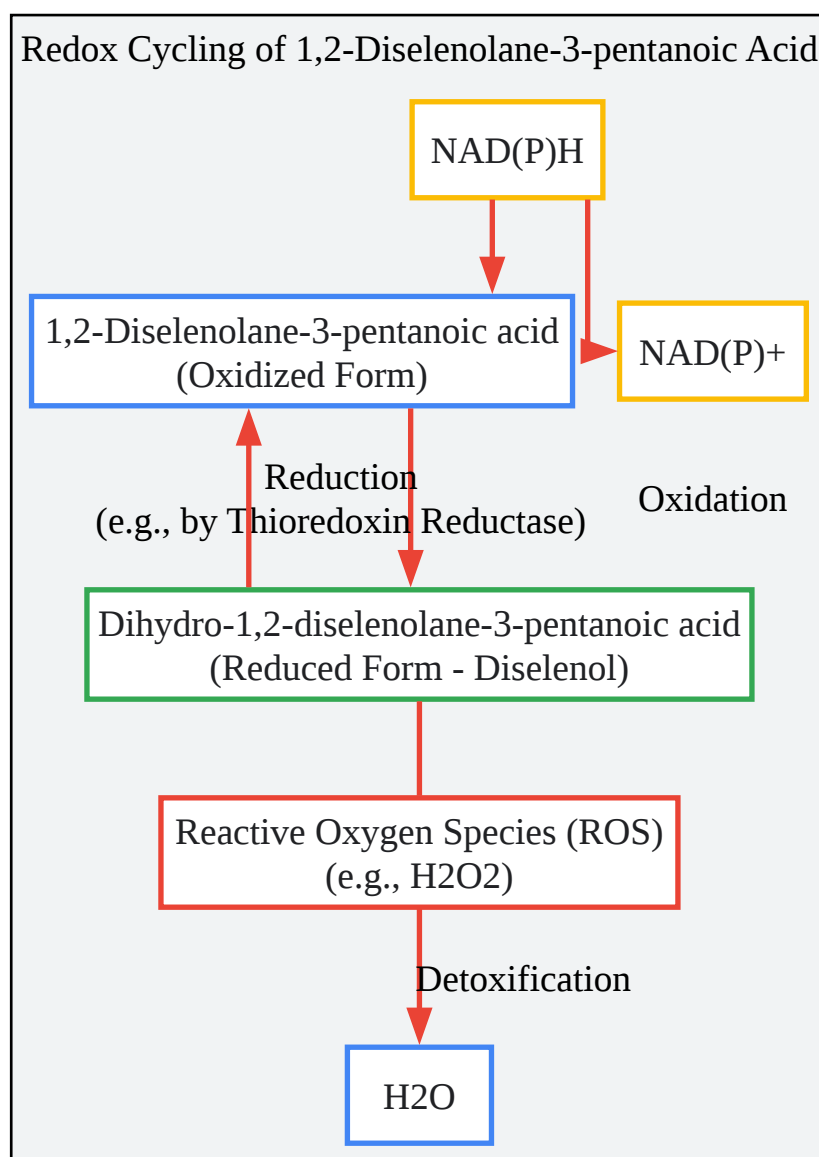 Redox Cycling of 1,2-Diselenolane-3-pentanoic Acid
NAD(P)H
1,2-Diselenolane-3-pentanoic acid
(Oxidized Form)
NAD(P)+
Reduction
(e.g., by Thioredoxin Reductase)
Oxidation
Dihydro-1,2-diselenolane-3-pentanoic acid
(Reduced Form - Diselenol)
Reactive Oxygen Species (ROS)
(e.g., H2O2)
Detoxification
H2O